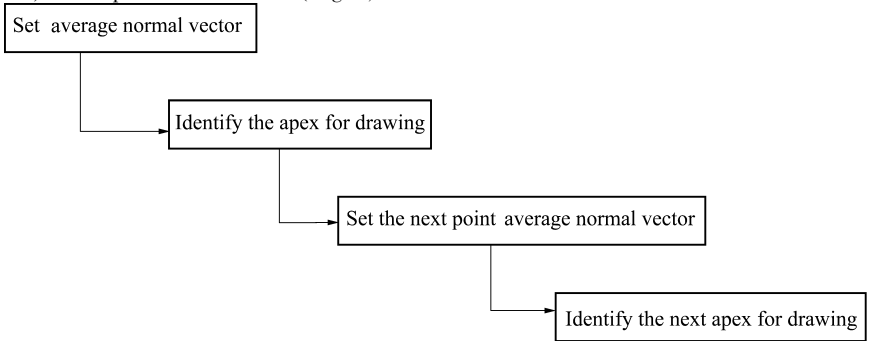 Set average normal vector
Identify the apex for drawing
Set the next point average normal vector
Identify the next apex for drawing